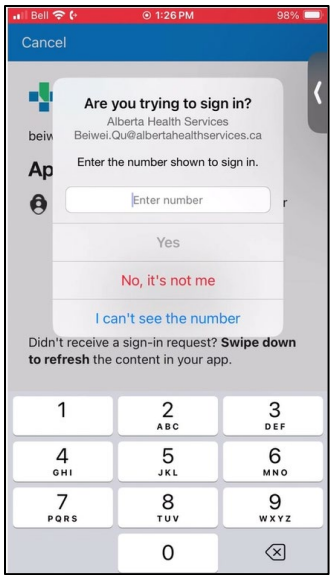 Bell 1:26 PM 98%
Cancel
Are you trying to sign in?
Alberta Health Services
Beiwei.Qu@albertahealthservices.ca
beiw
Enter the number shown to sign in.
Ap
Enter number
r
Yes
No, it's not me
I can't see the number
Didn't receive a sign-in request? Swipe down
to refresh the content in your app.
1 2 3
ABC DEF
4 5 6
GHI JKL MNO
7 8 9
PQRS TUV WXYZ
0